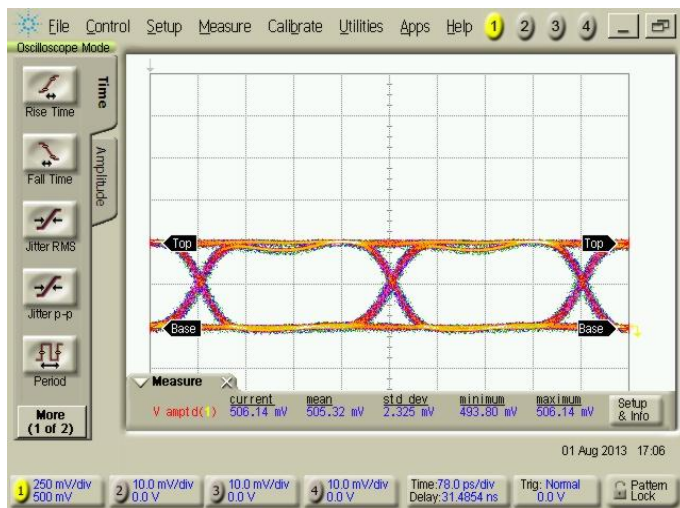 File Control Setup Measure Calibrate Utilities Apps Help 1 2 3 4
Oscilloscope Mode
Time
Amplitude
Rise Time
Fall Time
Jitter RMS
Jitter p-p
Period
More
(1 of 2)
Top Top
Base Base
Measure
current mean std dev minimum maximum
V amptd(1) 506.14 mV 505.32 mV 2.325 mV 493.80 mV 506.14 mV
Setup
& Info
01 Aug 2013 17:06
1 250 mV/div 2 10.0 mV/div 3 10.0 mV/div 4 10.0 mV/div Time:78.0 ps/div Trig: Normal Pattern
500 mV 0.0 V 0.0 V 0.0 V Delay:31.4854 ns 0.0 V Lock